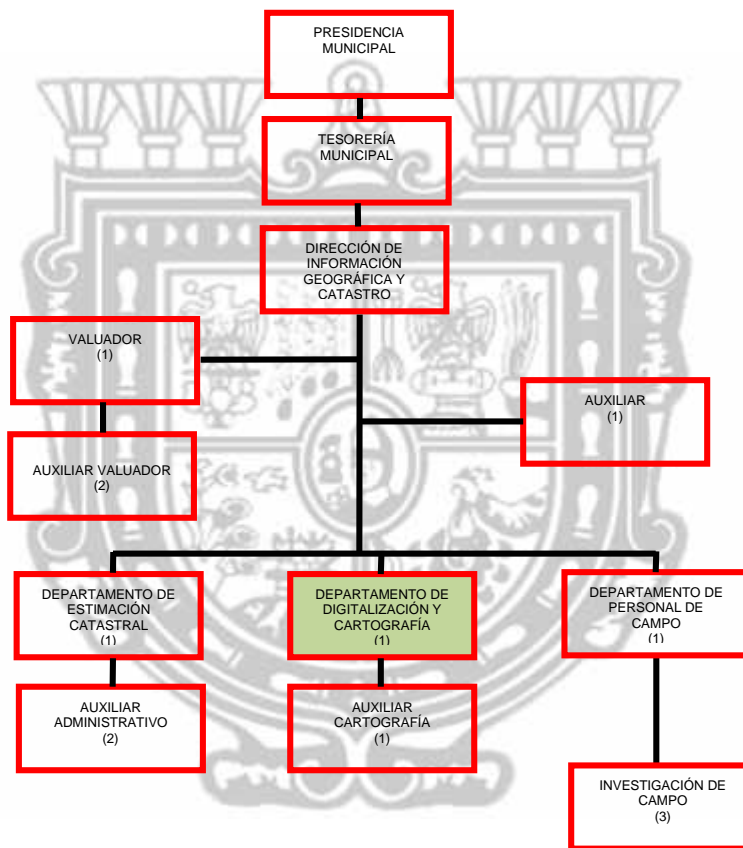 PRESIDENCIA
MUNICIPAL
TESORERÍA
MUNICIPAL
DIRECCIÓN DE
INFORMACIÓN
GEOGRÁFICA Y
CATASTRO
VALUADOR
(1)
AUXILIAR
(1)
AUXILIAR VALUADOR
(2)
DEPARTAMENTO DE
ESTIMACIÓN
CATASTRAL
(1)
DEPARTAMENTO DE
DIGITALIZACIÓN Y
CARTOGRAFÍA
(1)
DEPARTAMENTO DE
PERSONAL DE
CAMPO
(1)
AUXILIAR
ADMINISTRATIVO
(2)
AUXILIAR
CARTOGRAFÍA
(1)
INVESTIGACIÓN DE
CAMPO
(3)